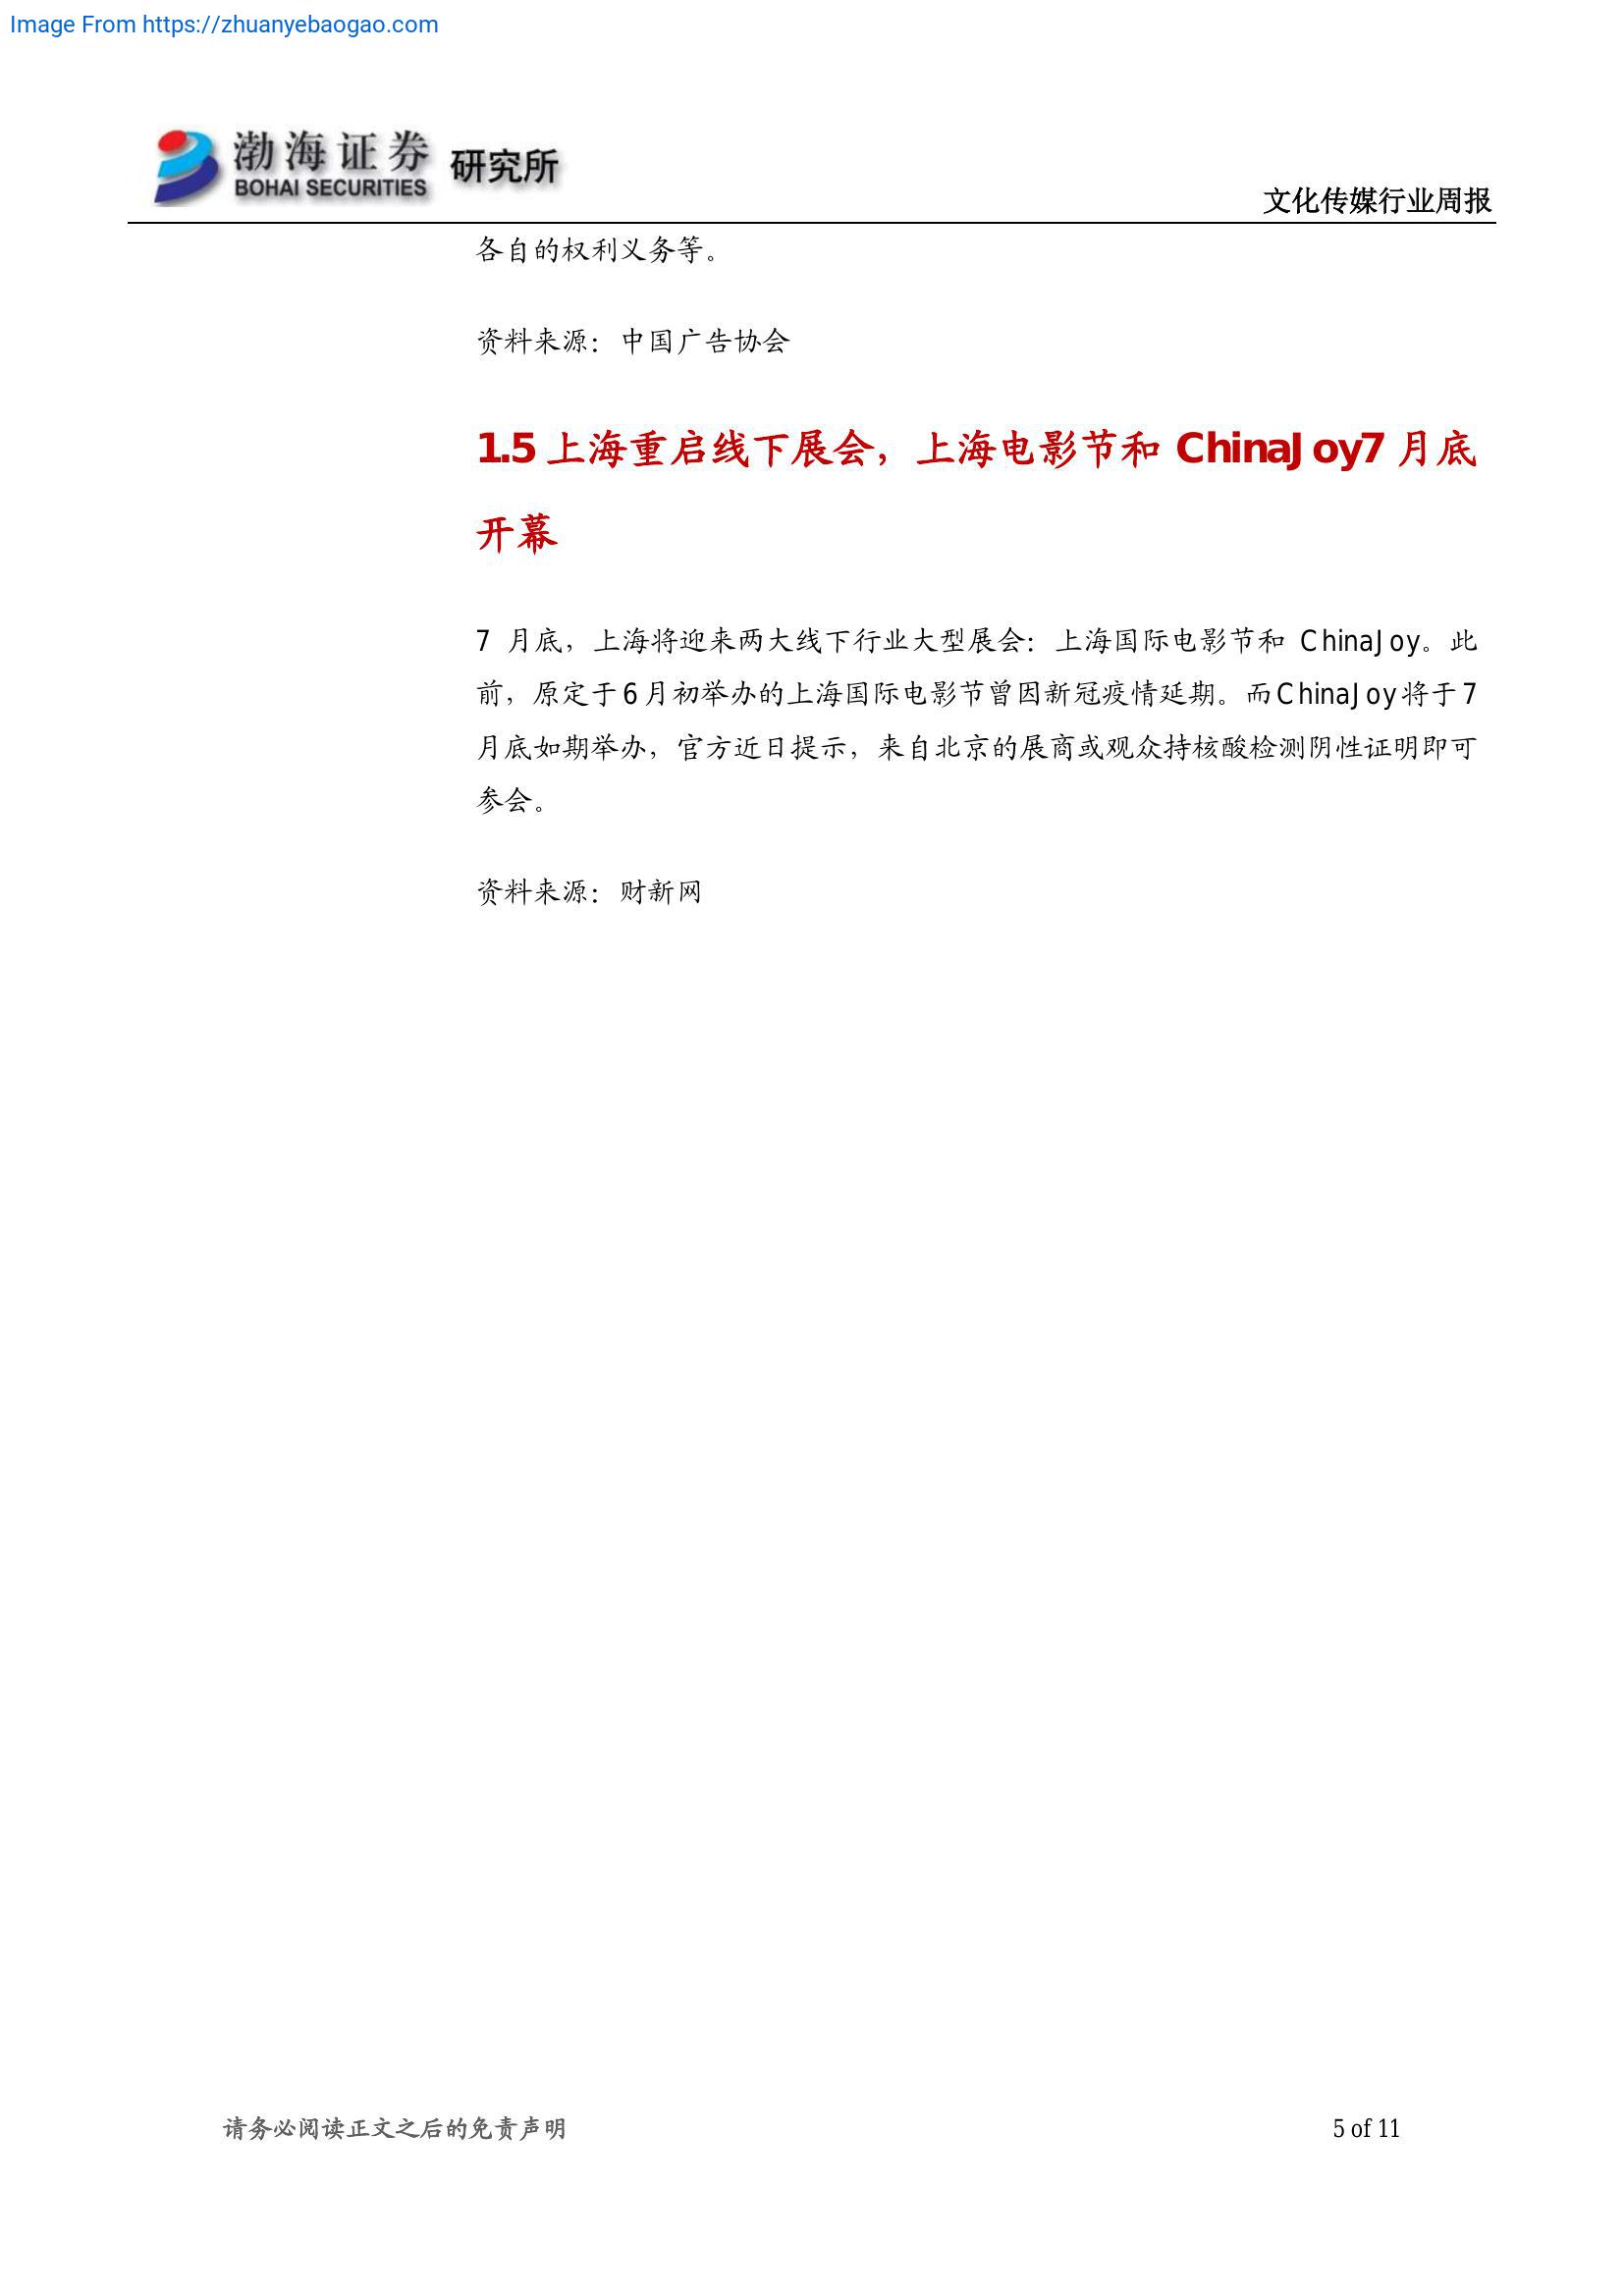 Image From https://zhuanyebaogao.com
渤海证券 研究所
BOHAI SECURITIES
文化传媒行业周报
各自的权利义务等。
资料来源：中国广告协会
1.5 上海重启线下展会，上海电影节和 ChinaJoy7 月底
开幕
7 月底，上海将迎来两大线下行业大型展会：上海国际电影节和 ChinaJoy。此
前，原定于 6 月初举办的上海国际电影节曾因新冠疫情延期。而 ChinaJoy 将于 7
月底如期举办，官方近日提示，来自北京的展商或观众持核酸检测阴性证明即可
参会。
资料来源：财新网
请务必阅读正文之后的免责声明
5 of 11